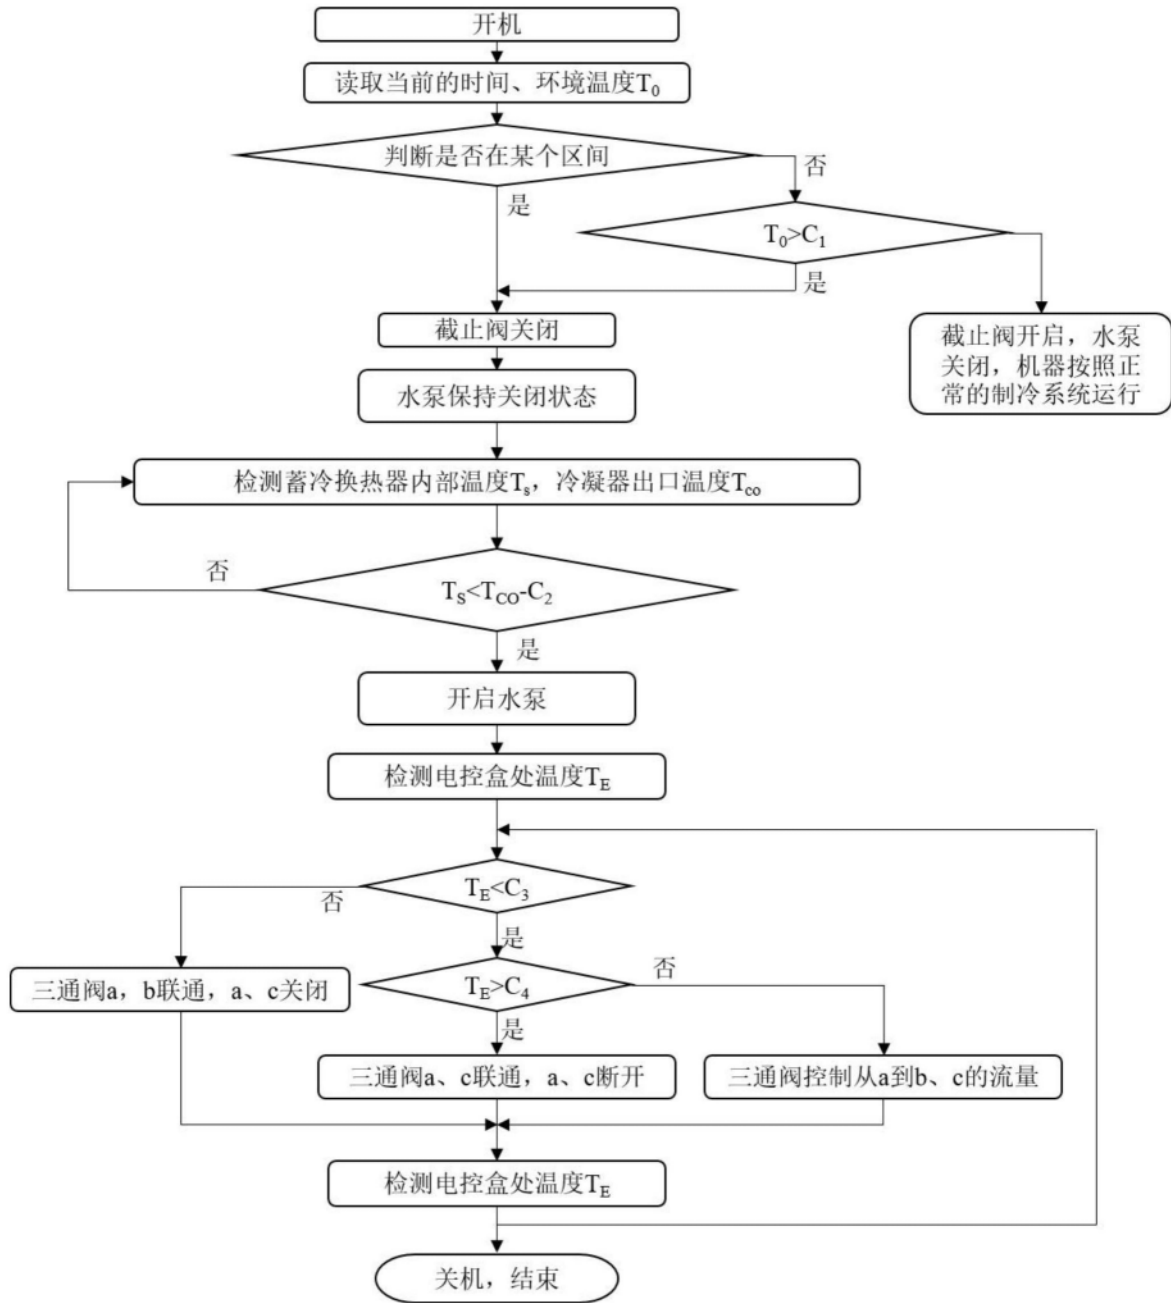 开机
读取当前的时间、环境温度T₀
判断是否在某个区间
否
是
T₀>C₁
是
截止阀关闭
截止阀开启，水泵
关闭，机器按照正
常的制冷系统运行
水泵保持关闭状态
检测蓄冷换热器内部温度Tₛ，冷凝器出口温度T_co
否
T_S<T_CO-C₂
是
开启水泵
检测电控盒处温度T_E
T_E<C₃
否
是
T_E>C₄
否
三通阀a，b联通，a、c关闭
是
三通阀a、c联通，a、c断开
三通阀控制从a到b、c的流量
检测电控盒处温度T_E
关机，结束